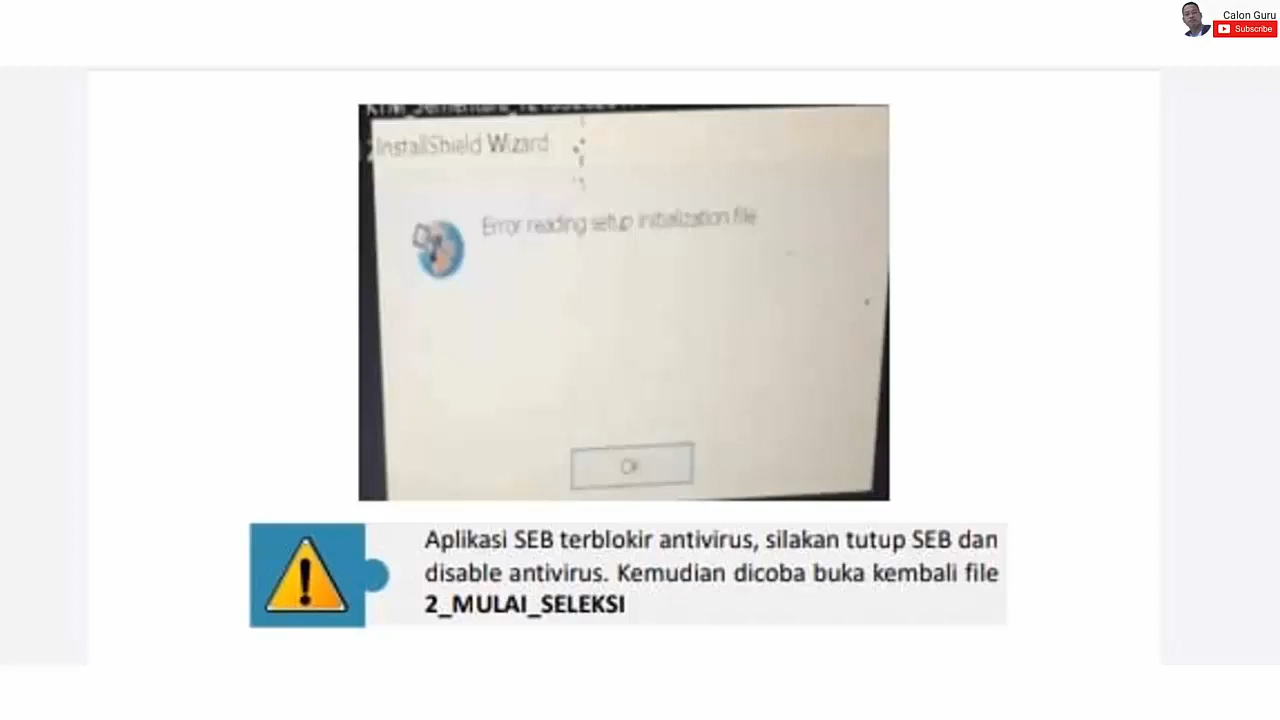 Calon Guru
Subscribe
InstallShield Wizard
Error reading setup initialization file
OK
Aplikasi SEB terblokir antivirus, silakan tutup SEB dan
disable antivirus. Kemudian dicoba buka kembali file
2_MULAI_SELEKSI